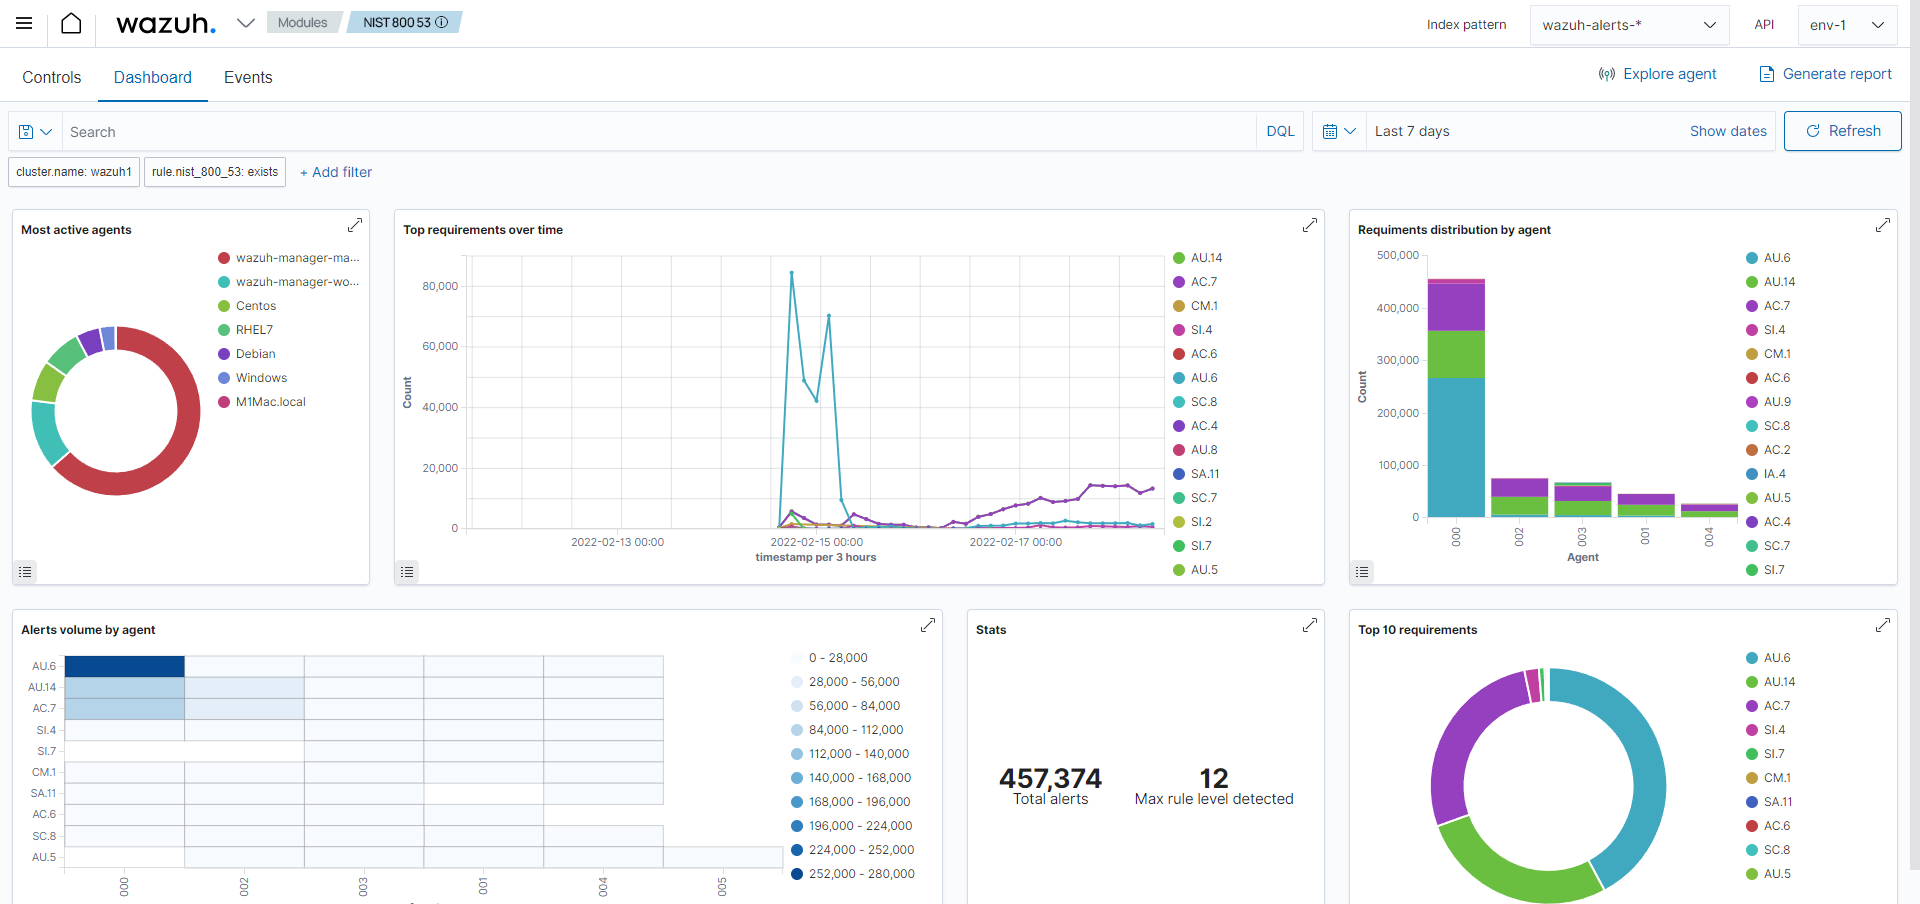 wazuh.
Modules
NIST 800 53
Index pattern
wazuh-alerts-*
API
env-1
Controls
Dashboard
Events
Explore agent
Generate report
Search
DQL
Last 7 days
Show dates
Refresh
cluster.name: wazuh1
rule.nist_800_53: exists
+ Add filter
Most active agents
wazuh-manager-ma...
wazuh-manager-wo...
Centos
RHEL7
Debian
Windows
M1Mac.local
Top requirements over time
80,000
60,000
40,000
20,000
0
Count
2022-02-13 00:00
2022-02-15 00:00
2022-02-17 00:00
timestamp per 3 hours
AU.14
AC.7
CM.1
SI.4
AC.6
AU.6
SC.8
AC.4
AU.8
SA.11
SC.7
SI.2
SI.7
AU.5
Requiments distribution by agent
500,000
400,000
300,000
200,000
100,000
0
Count
000
002
003
001
004
Agent
AU.6
AU.14
AC.7
SI.4
CM.1
AC.6
AU.9
SC.8
AC.2
IA.4
AU.5
AC.4
SC.7
SI.7
Alerts volume by agent
AU.6
AU.14
AC.7
SI.4
SI.7
CM.1
SA.11
AC.6
SC.8
AU.5
000
002
003
001
004
005
0 - 28,000
28,000 - 56,000
56,000 - 84,000
84,000 - 112,000
112,000 - 140,000
140,000 - 168,000
168,000 - 196,000
196,000 - 224,000
224,000 - 252,000
252,000 - 280,000
Stats
457,374
Total alerts
12
Max rule level detected
Top 10 requirements
AU.6
AU.14
AC.7
SI.4
SI.7
CM.1
SA.11
AC.6
SC.8
AU.5